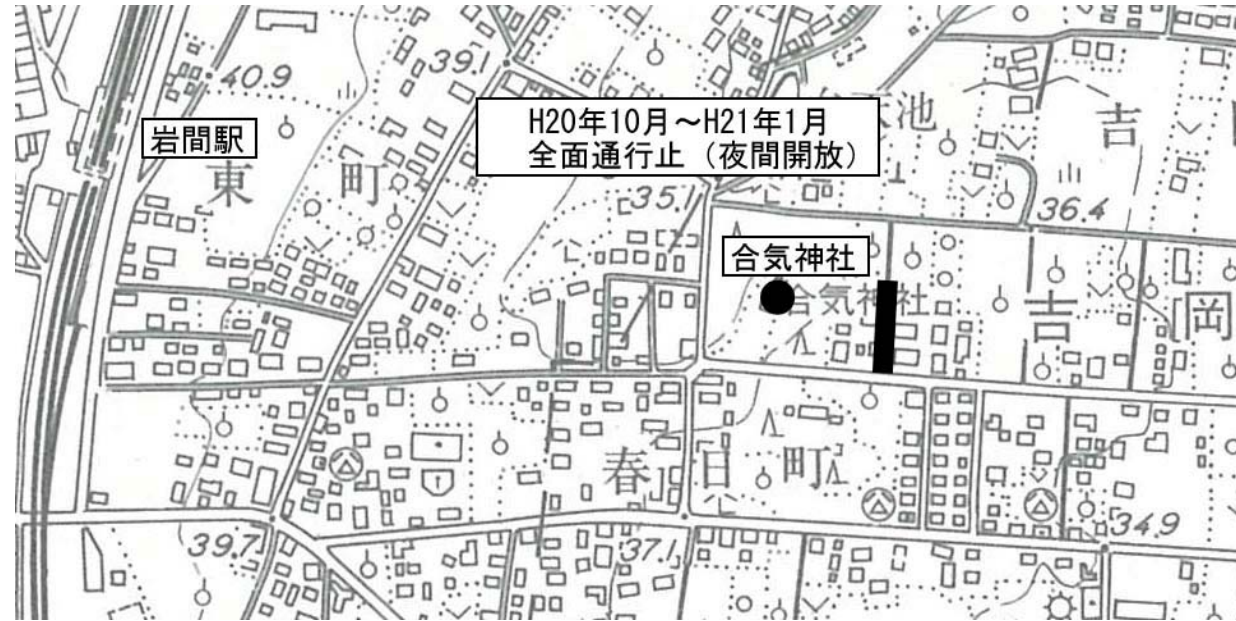 40.9
39.1
岩間駅
H20年10月～H21年1月
全面通行止（夜間開放）
池
吉
東町
35.1
36.4
合気神社
合気神社
吉岡
春日町
39.7
37.1
34.9